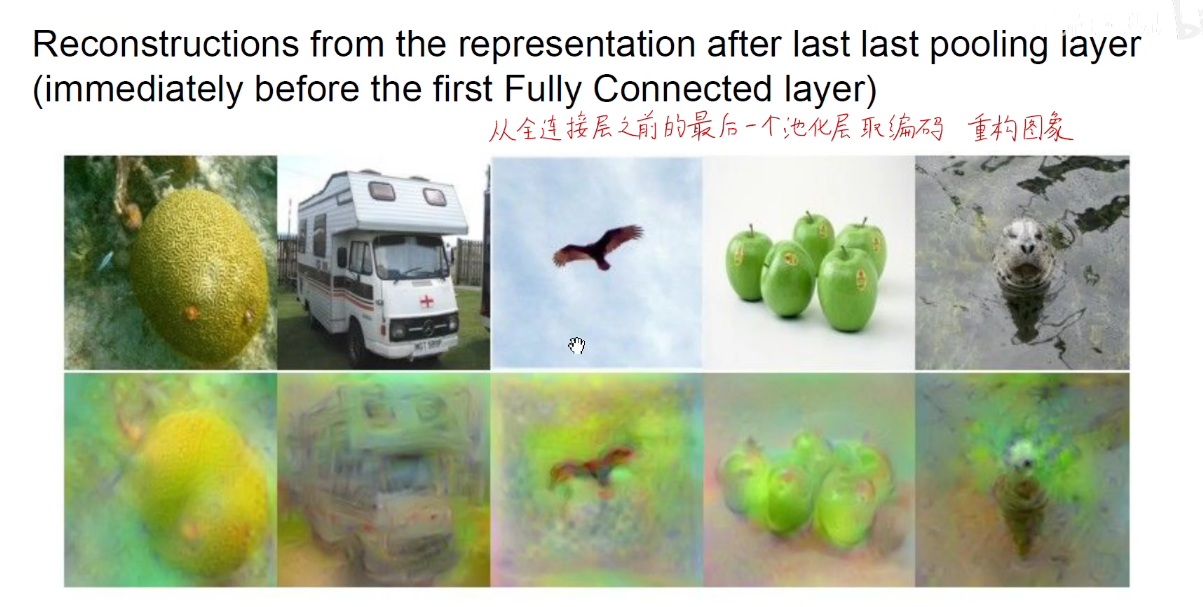 Reconstructions from the representation after last last pooling layer
(immediately before the first Fully Connected layer)
从全连接层之前的最后一个池化层取编码 重构图象